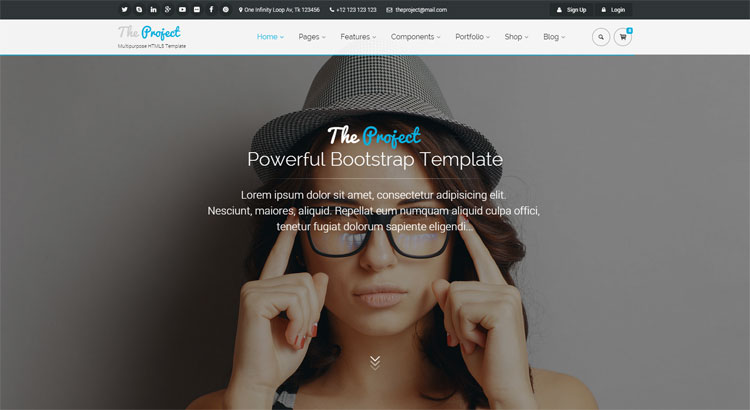 One Infinity Loop Av, Tk 123456 +12 123 123 123 theproject@mail.com Sign Up Login
The Project
Multipurpose HTML5 Template
Home Pages Features Components Portfolio Shop Blog
The Project
Powerful Bootstrap Template
Lorem ipsum dolor sit amet, consectetur adipisicing elit.
Nesciunt, maiores, aliquid. Repellat eum numquam aliquid culpa offici,
tenetur fugiat dolorum sapiente eligendi...